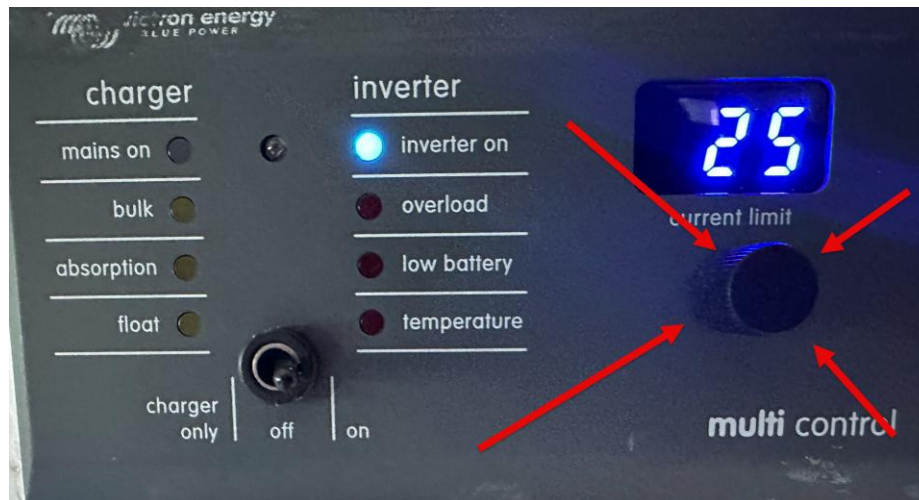 victron energy
BLUE POWER
charger
mains on
bulk
absorption
float
inverter
inverter on
overload
low battery
temperature
25
current limit
charger
only
off
on
multi control